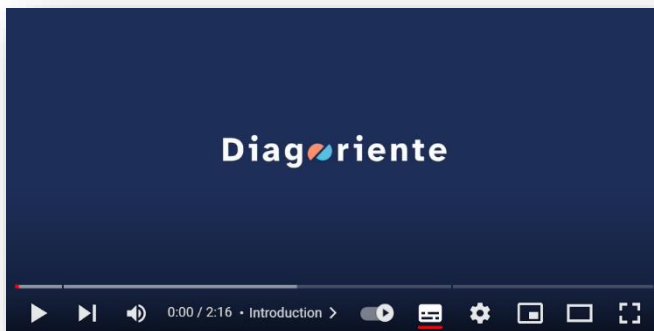 Diagoriente
0:00 / 2:16 • Introduction >